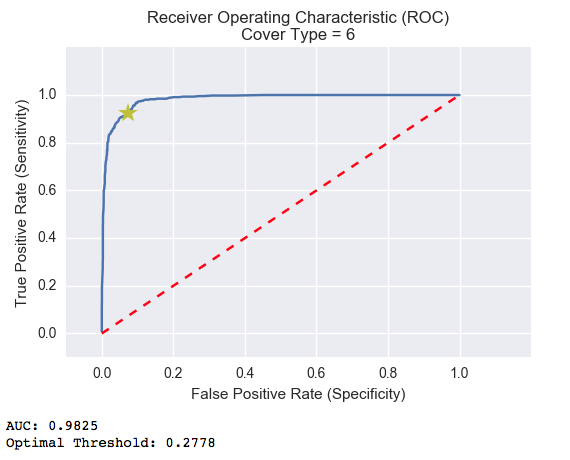 Receiver Operating Characteristic (ROC)
Cover Type = 6
True Positive Rate (Sensitivity)
1.0
0.8
0.6
0.4
0.2
0.0
0.0 0.2 0.4 0.6 0.8 1.0
False Positive Rate (Specificity)
AUC: 0.9825
Optimal Threshold: 0.2778